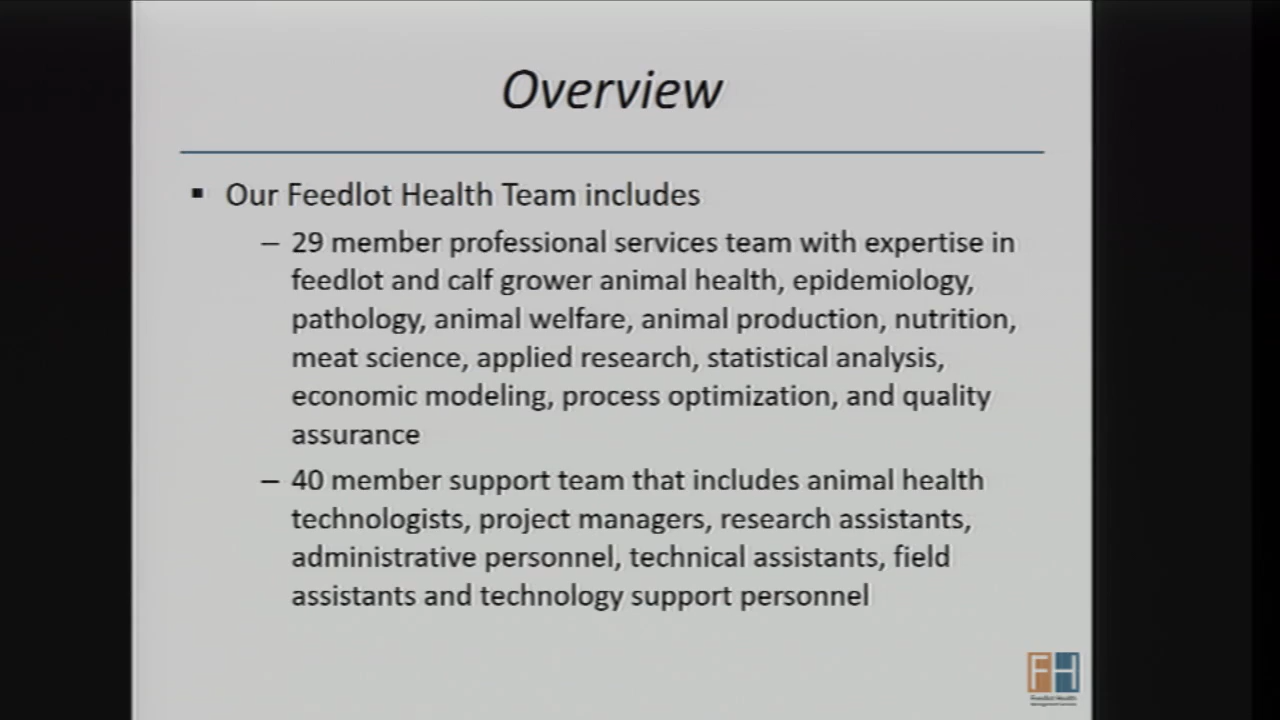 Overview
▪ Our Feedlot Health Team includes
– 29 member professional services team with expertise in
feedlot and calf grower animal health, epidemiology,
pathology, animal welfare, animal production, nutrition,
meat science, applied research, statistical analysis,
economic modeling, process optimization, and quality
assurance
– 40 member support team that includes animal health
technologists, project managers, research assistants,
administrative personnel, technical assistants, field
assistants and technology support personnel
FH
Feedlot Health